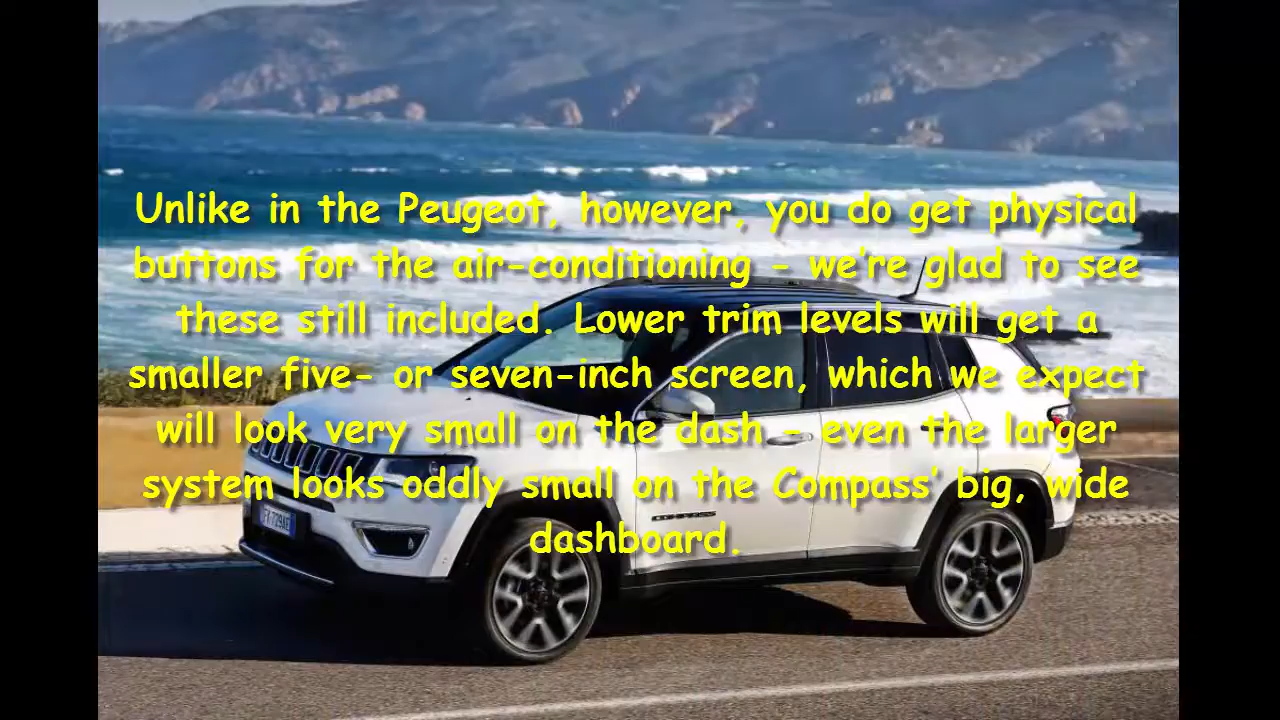 Unlike in the Peugeot, however, you do get physical
buttons for the air-conditioning – we're glad to see
these still included. Lower trim levels will get a
smaller five- or seven-inch screen, which we expect
will look very small on the dash – even the larger
system looks oddly small on the Compass' big, wide
dashboard.
COMPASS